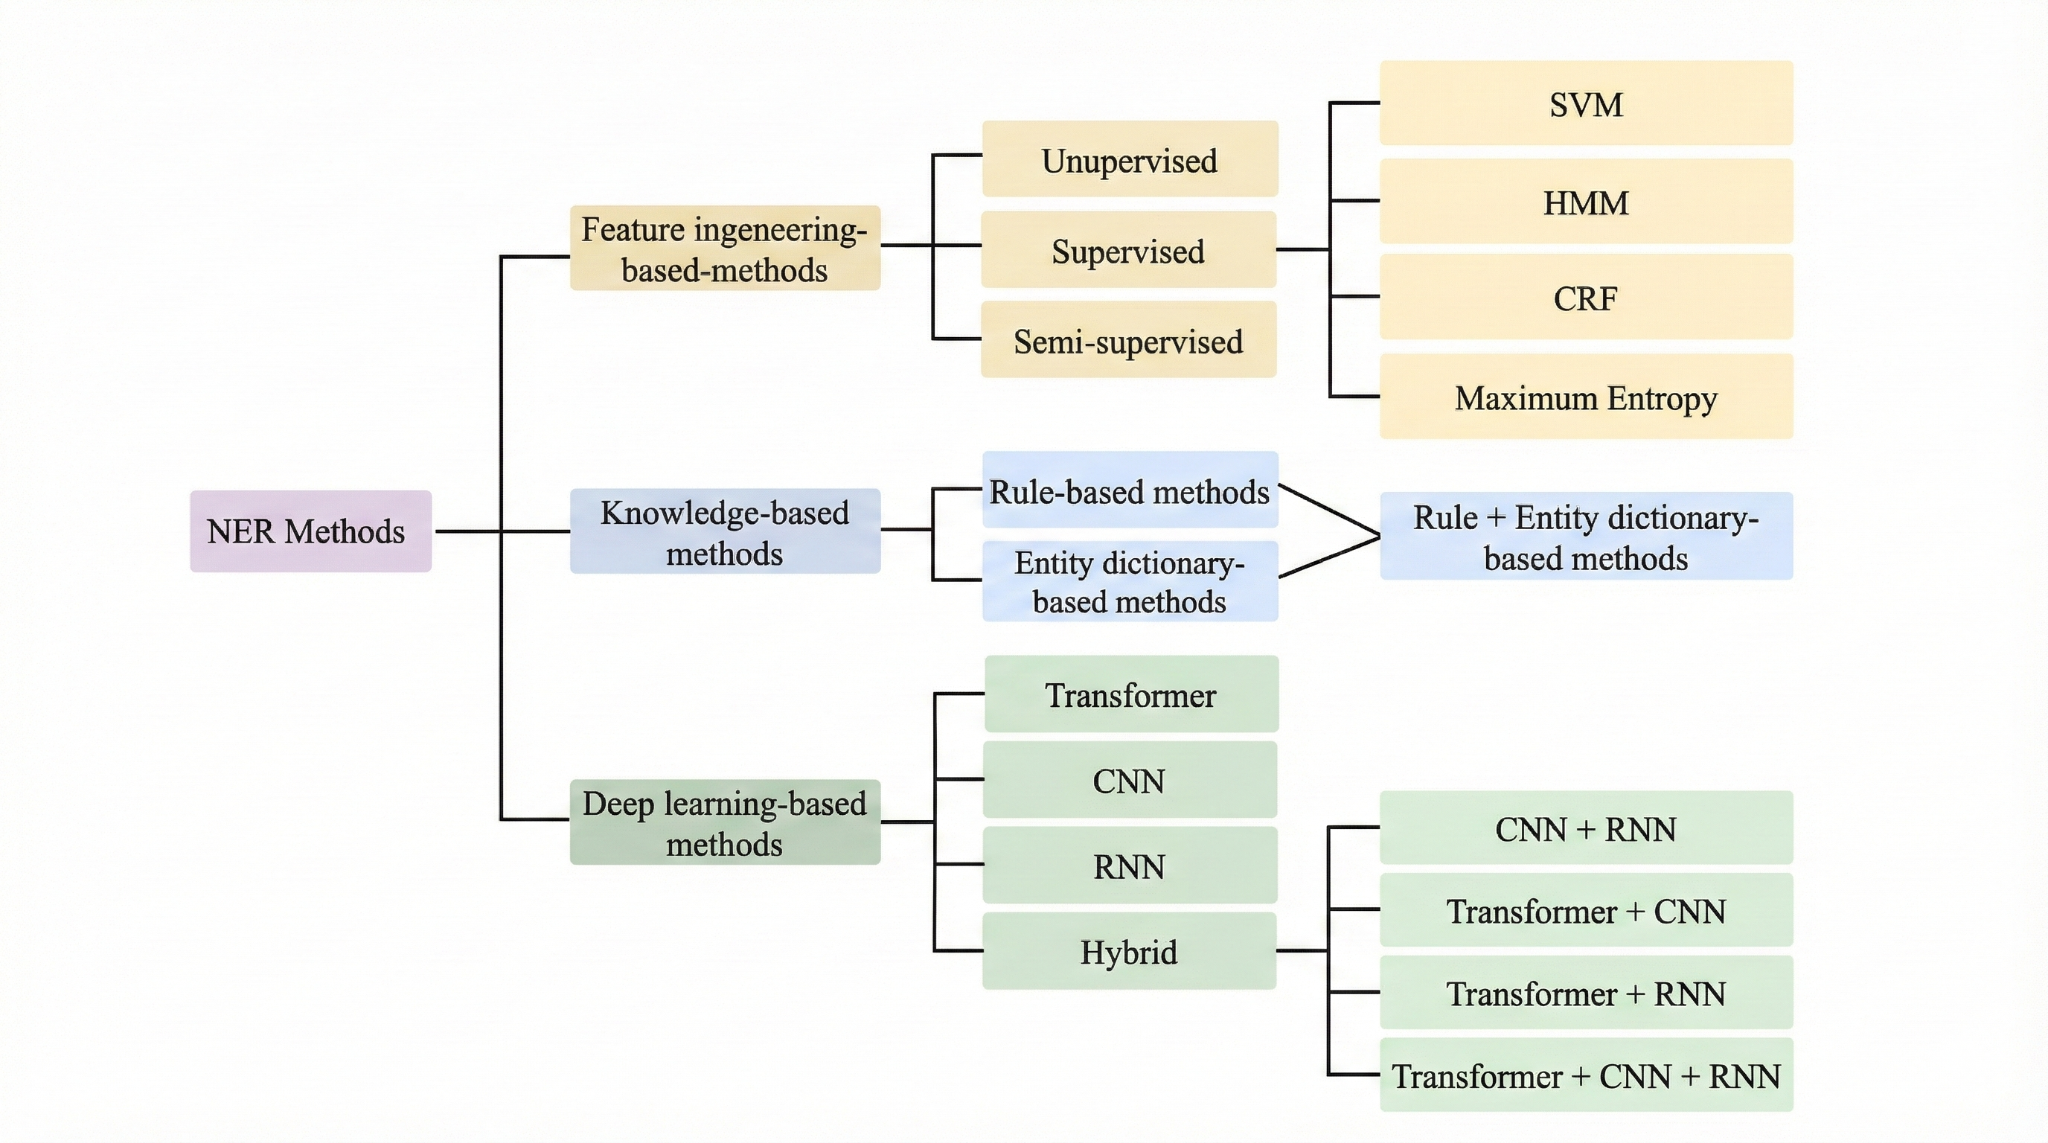 NER Methods
Feature ingeneering-
based-methods
Unupervised
Supervised
Semi-supervised
SVM
HMM
CRF
Maximum Entropy
Knowledge-based
methods
Rule-based methods
Entity dictionary-
based methods
Rule + Entity dictionary-
based methods
Deep learning-based
methods
Transformer
CNN
RNN
Hybrid
CNN + RNN
Transformer + CNN
Transformer + RNN
Transformer + CNN + RNN